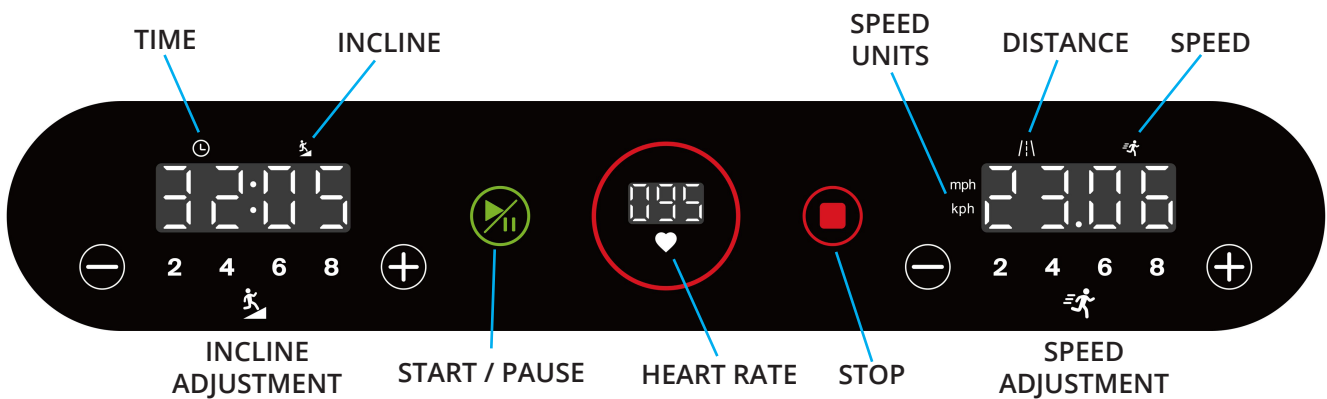 TIME
INCLINE
SPEED
UNITS
DISTANCE
SPEED
32:05
095
mph
kph
23.06
2 4 6 8
2 4 6 8
INCLINE
ADJUSTMENT
START / PAUSE
HEART RATE
STOP
SPEED
ADJUSTMENT